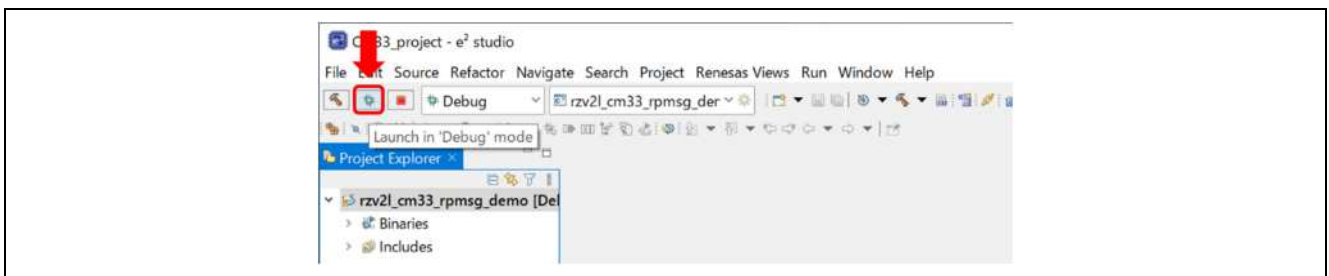 33_project - e² studio
File Edit Source Refactor Navigate Search Project Renesas Views Run Window Help
Debug rzv2l_cm33_rpmsg_der
Launch in 'Debug' mode
Project Explorer
rzv2l_cm33_rpmsg_demo [Del
Binaries
Includes